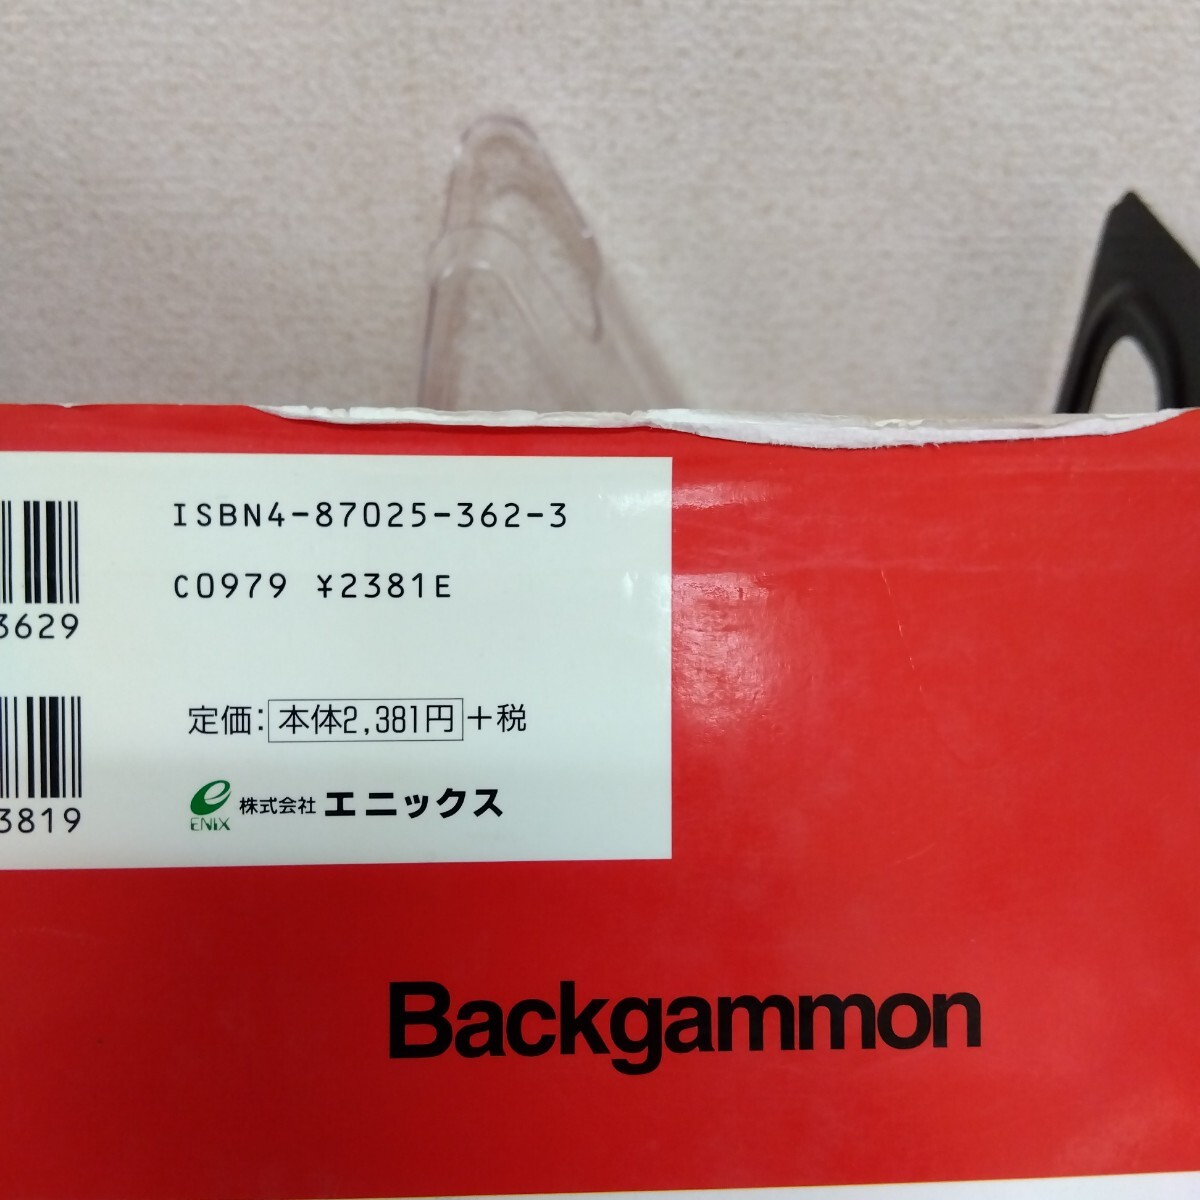 ISBN4-87025-362-3
C0979 ¥2381E
3629
定価：本体2,381円+税
3819
ENIX 株式会社 エニックス
Backgammon